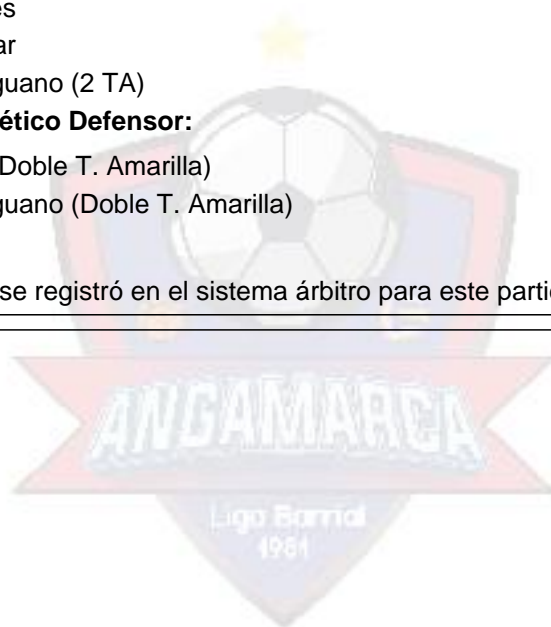 es
ar
guano (2 TA)
ético Defensor:
(Doble T. Amarilla)
guano (Doble T. Amarilla)
se registró en el sistema árbitro para este parti
ANGAMARCA
Liga Barrial
1981